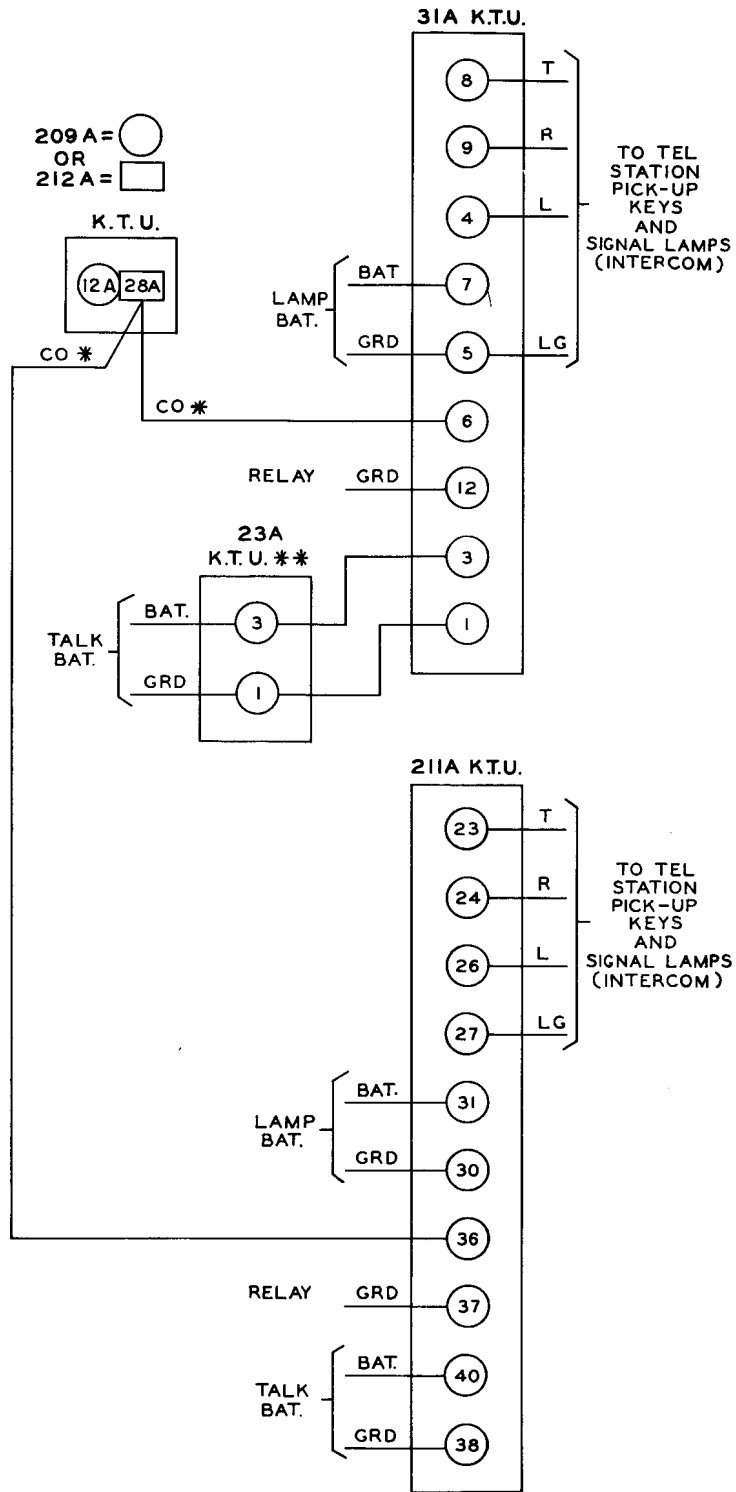 31A K.T.U.
8 T
9 R
4 L
BAT 7
GRD 5 LG
LAMP
BAT.
TO TEL
STATION
PICK-UP
KEYS
AND
SIGNAL LAMPS
(INTERCOM)
209A=
OR
212A=
K.T.U.
12A 28A
CO *
CO * 6
RELAY GRD 12
3
1
23A
K.T.U. **
TALK
BAT.
BAT. 3
GRD 1
211A K.T.U.
23 T
24 R
26 L
27 LG
TO TEL
STATION
PICK-UP
KEYS
AND
SIGNAL LAMPS
(INTERCOM)
LAMP
BAT.
BAT. 31
GRD 30
36
RELAY GRD 37
TALK
BAT.
BAT. 40
GRD 38